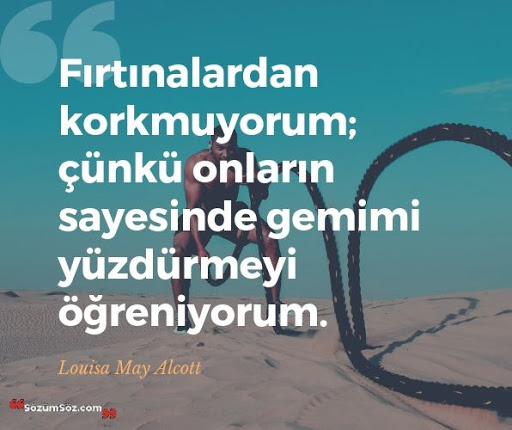 Fırtınalardan
korkmuyorum;
çünkü onların
sayesinde gemimi
yüzdürmeyi
öğreniyorum.
Louisa May Alcott
SozumSoz.com